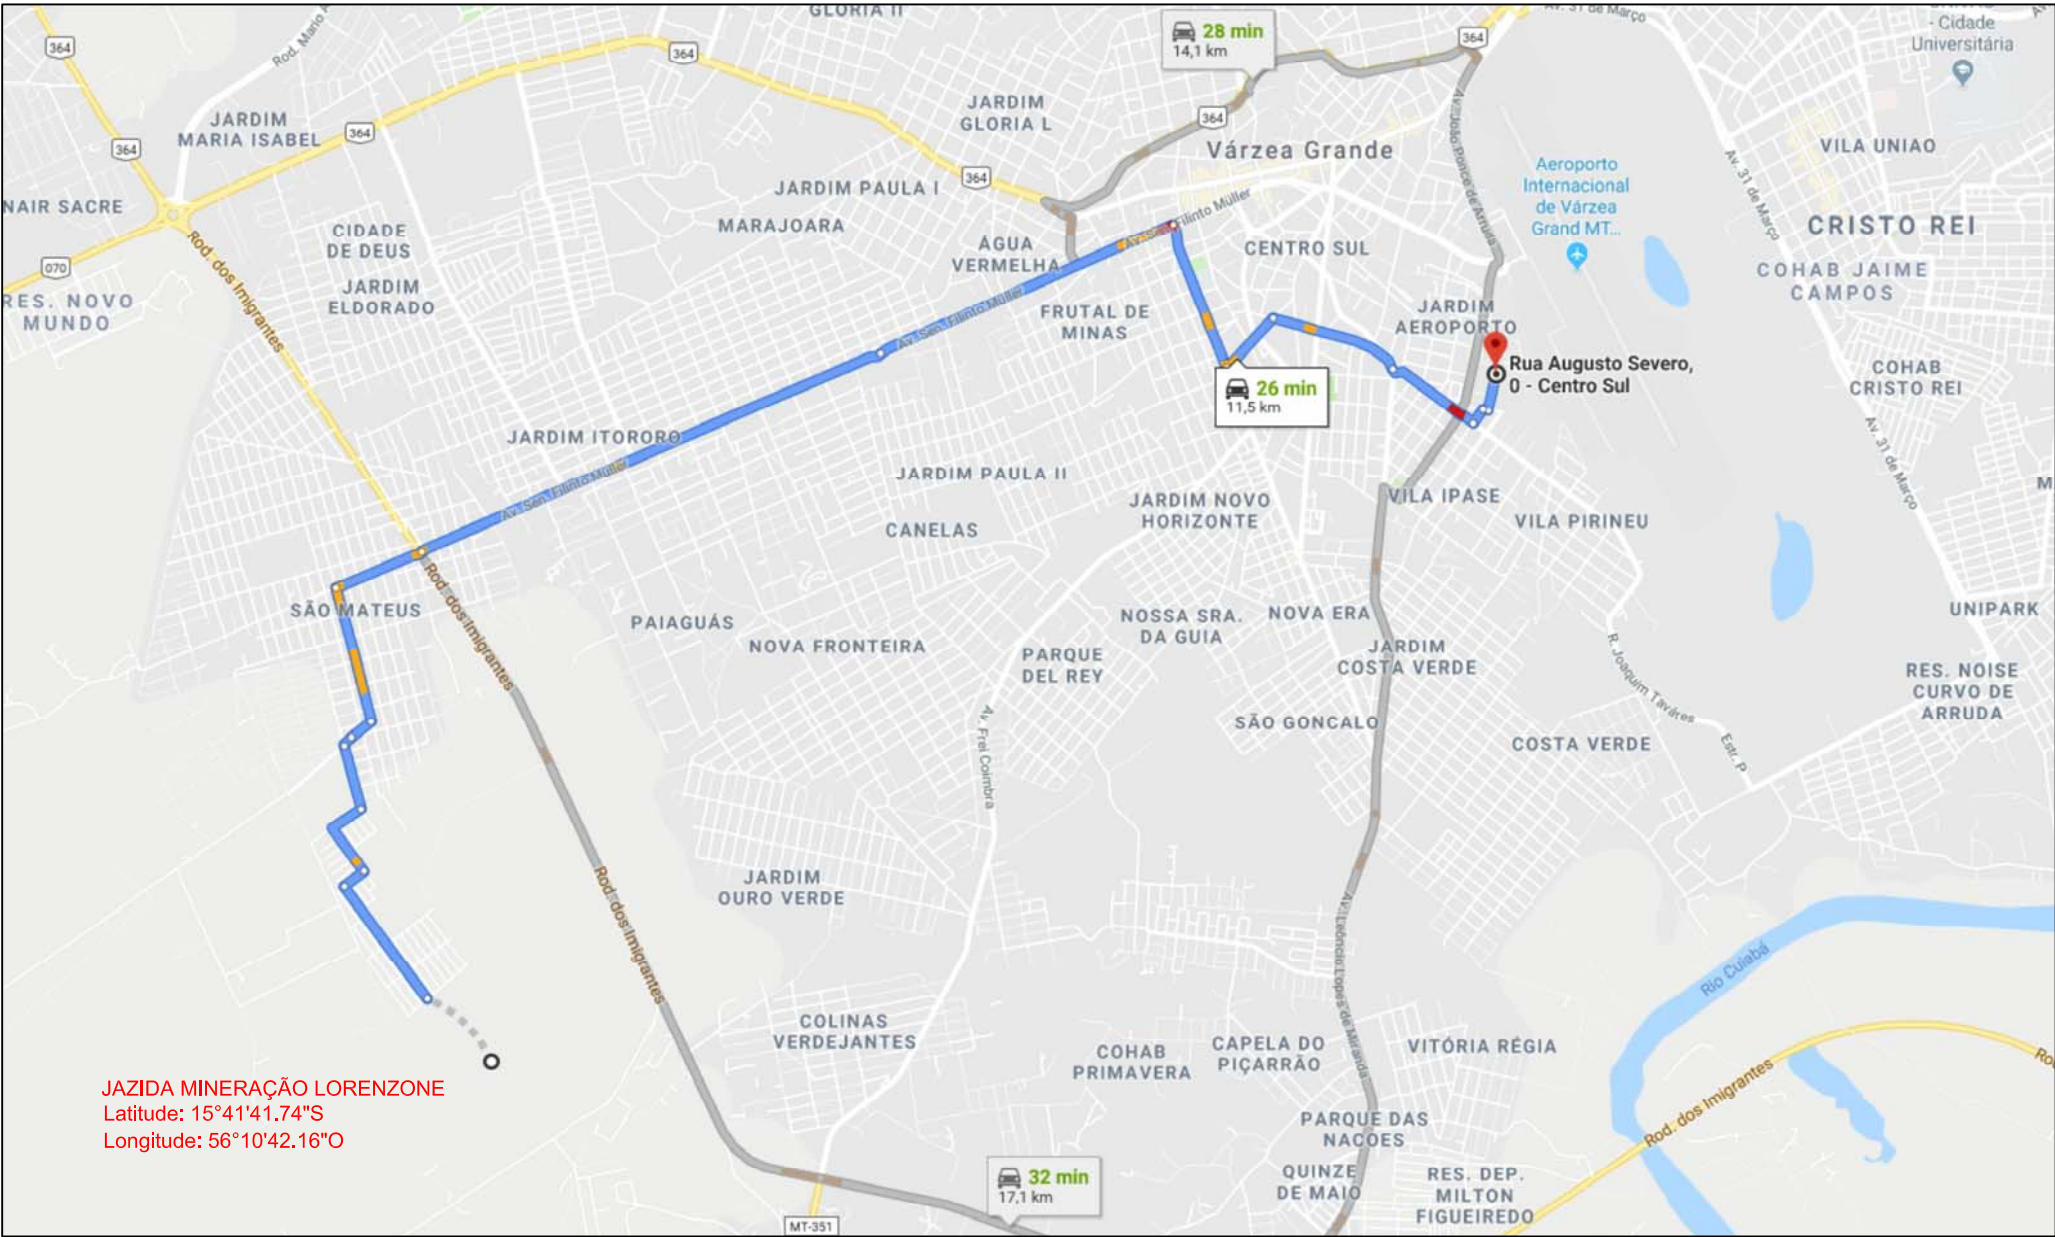 GLORIA II
Av. 31 de Março
- Cidade
Universitária
364
Rod. Mario A
364
28 min
14,1 km
364
JARDIM
MARIA ISABEL
364
364
JARDIM
GLORIA L
364
Várzea Grande
Av. João Ponce de Arruda
Av. 31 de Março
VILA UNIAO
Aeroporto
Internacional
de Várzea
Grand MT...
NAIR SACRE
JARDIM PAULA I
364
MARAJOARA
Av. Sen. Filinto Müller
CRISTO REI
CIDADE
DE DEUS
ÁGUA
VERMELHA
CENTRO SUL
070
RES. NOVO
MUNDO
Rod. dos Imigrantes
JARDIM
ELDORADO
COHAB JAIME
CAMPOS
FRUTAL DE
MINAS
Av. Sen. Filinto Müller
JARDIM
AEROPORTO
Rua Augusto Severo,
0 - Centro Sul
COHAB
CRISTO REI
26 min
11,5 km
JARDIM ITORORO
Av. Sen. Filinto Müller
JARDIM PAULA II
Av. 31 de Março
JARDIM NOVO
HORIZONTE
VILA IPASE
M
CANELAS
VILA PIRINEU
SÃO MATEUS
Rod. dos Imigrantes
PAIAGUÁS
NOVA FRONTEIRA
NOSSA SRA.
DA GUIA
NOVA ERA
UNIPARK
PARQUE
DEL REY
JARDIM
COSTA VERDE
R. Joaquim Tavares
RES. NOISE
CURVO DE
ARRUDA
Av. Frei Coimbra
SÃO GONCALO
COSTA VERDE
Estr. P
JARDIM
OURO VERDE
Rod. dos Imigrantes
Av. Leôncio Lopes de Miranda
Rio Cuiabá
COLINAS
VERDEJANTES
COHAB
PRIMAVERA
CAPELA DO
PIÇARRÃO
VITÓRIA RÉGIA
Ro
JAZIDA MINERAÇÃO LORENZONE
Latitude: 15°41'41.74"S
Longitude: 56°10'42.16"O
Rod. dos Imigrantes
PARQUE DAS
NACOES
32 min
17,1 km
QUINZE
DE MAIO
RES. DEP.
MILTON
FIGUEIREDO
MT-351